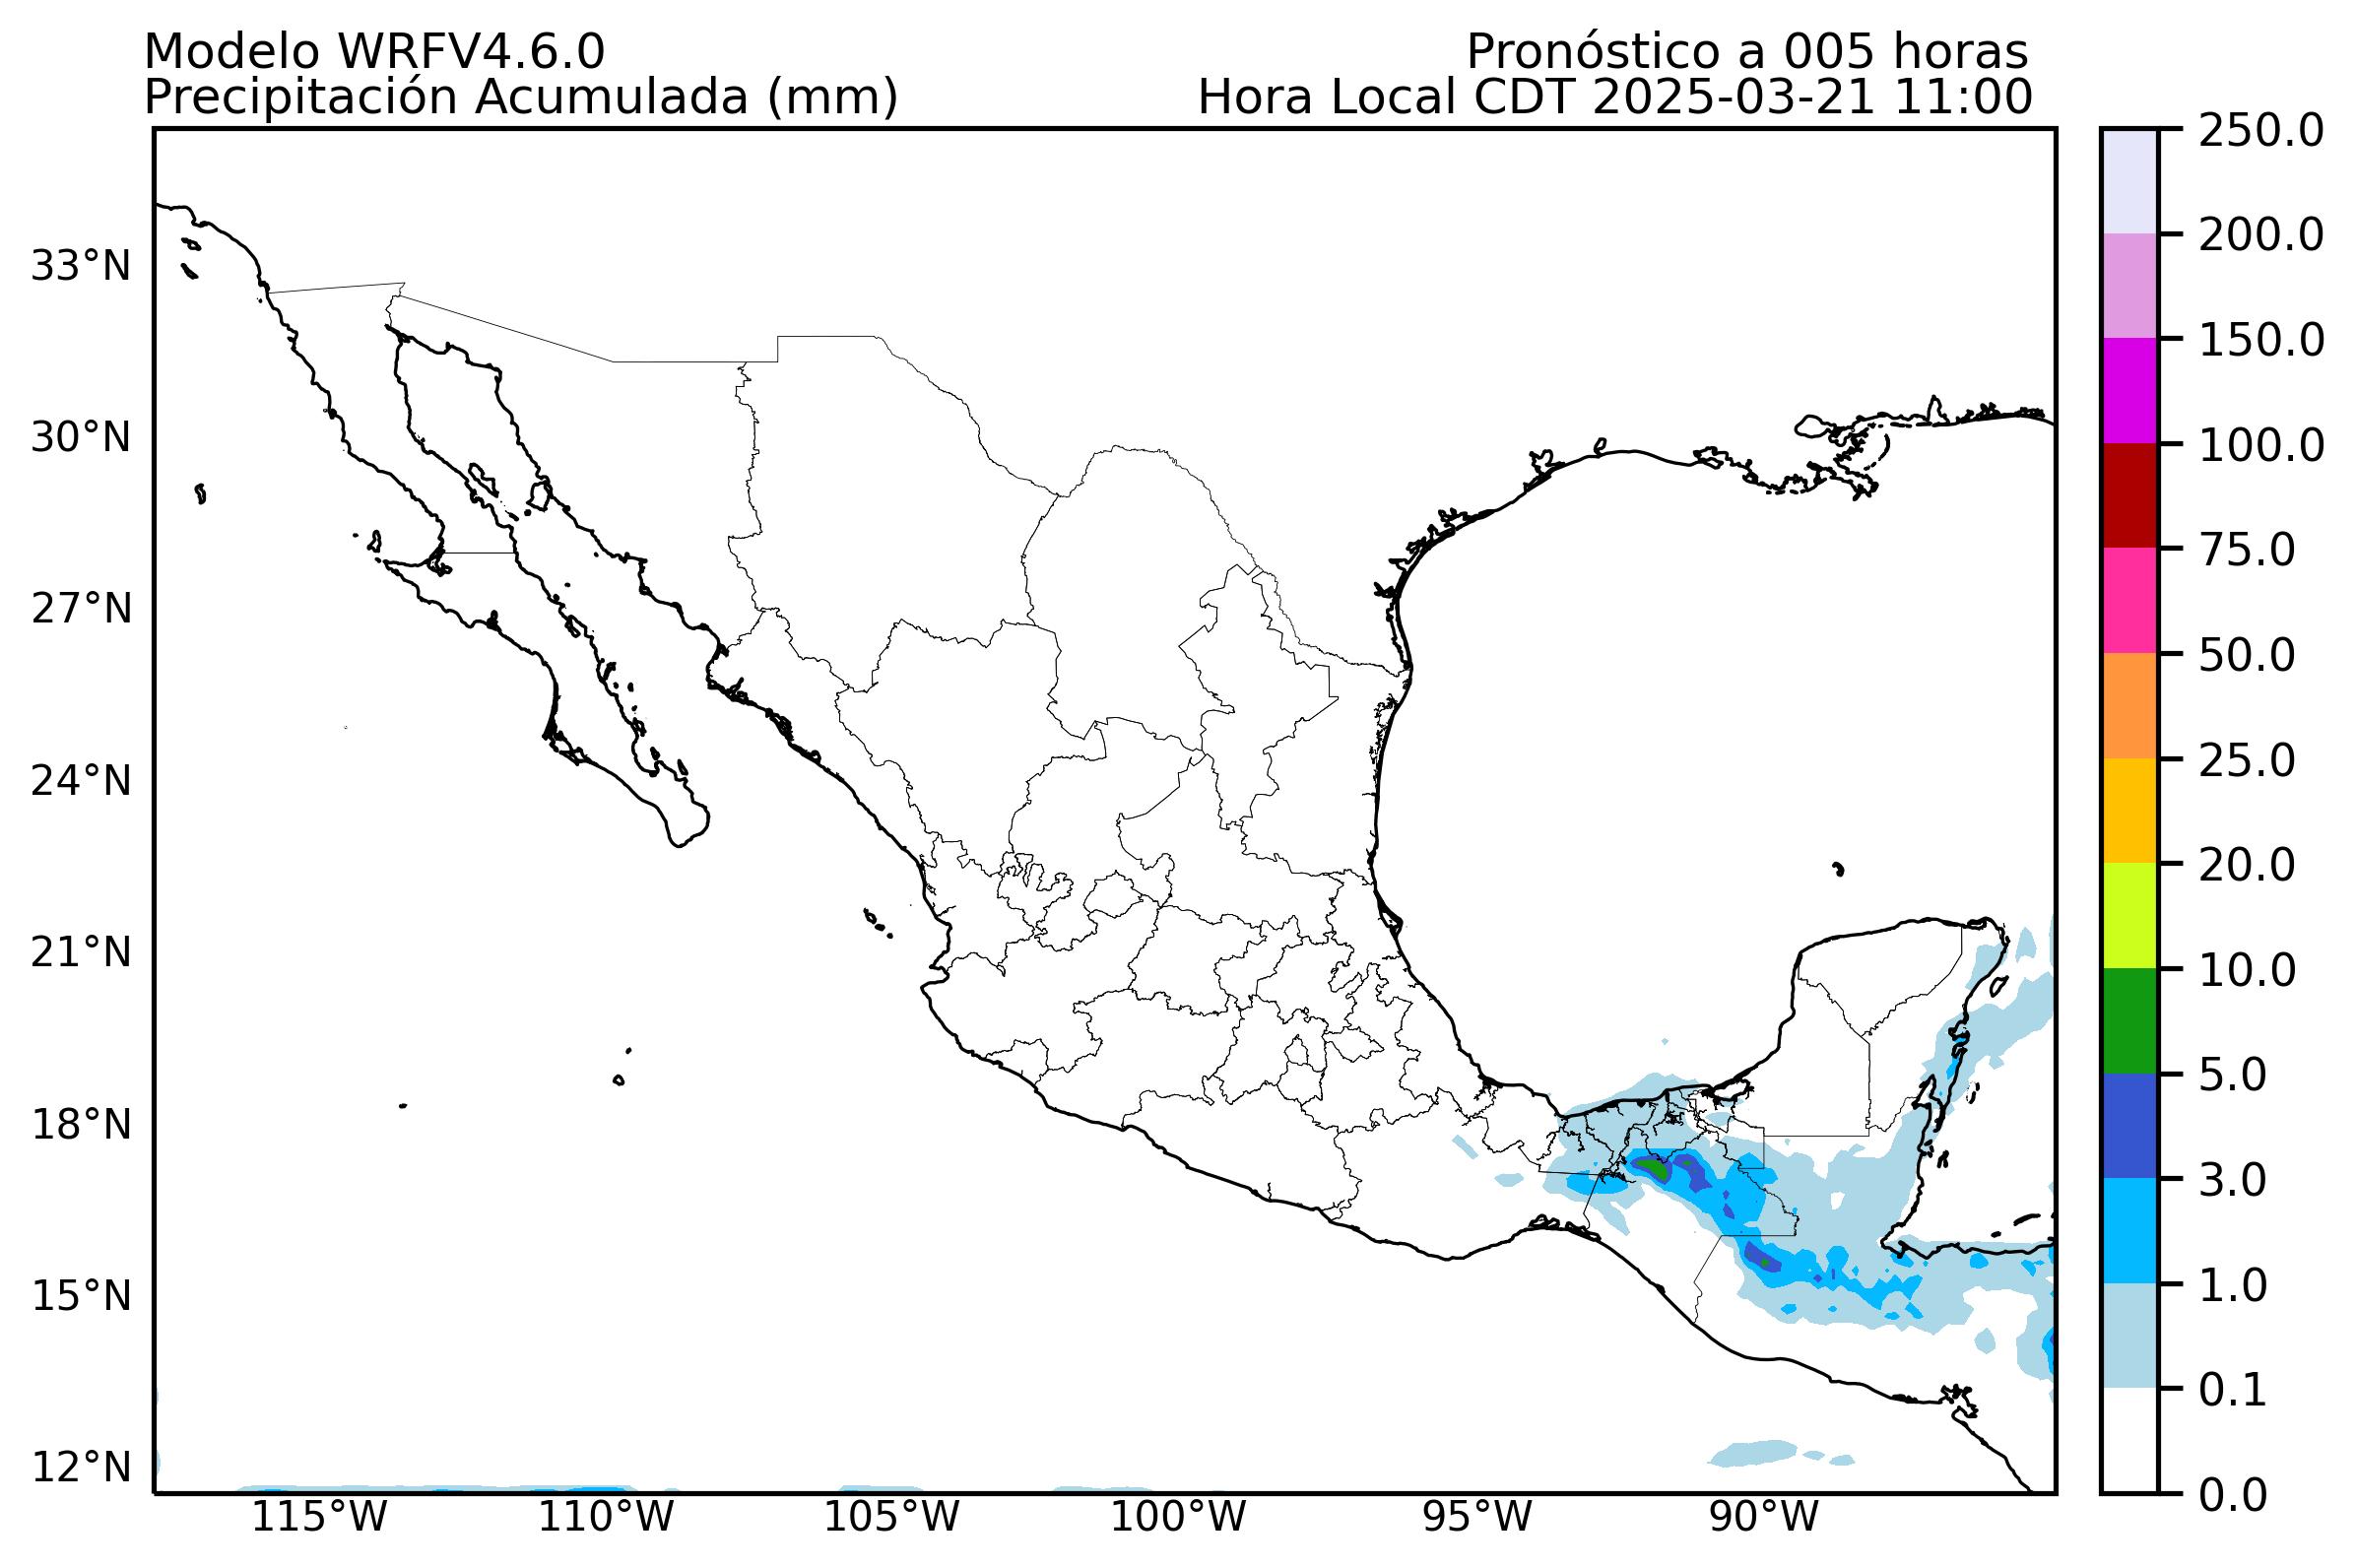 Modelo WRFV4.6.0
Pronóstico a 005 horas
Precipitación Acumulada (mm)
Hora Local CDT 2025-03-21 11:00
33°N
30°N
27°N
24°N
21°N
18°N
15°N
12°N
115°W
110°W
105°W
100°W
95°W
90°W
250.0
200.0
150.0
100.0
75.0
50.0
25.0
20.0
10.0
5.0
3.0
1.0
0.1
0.0